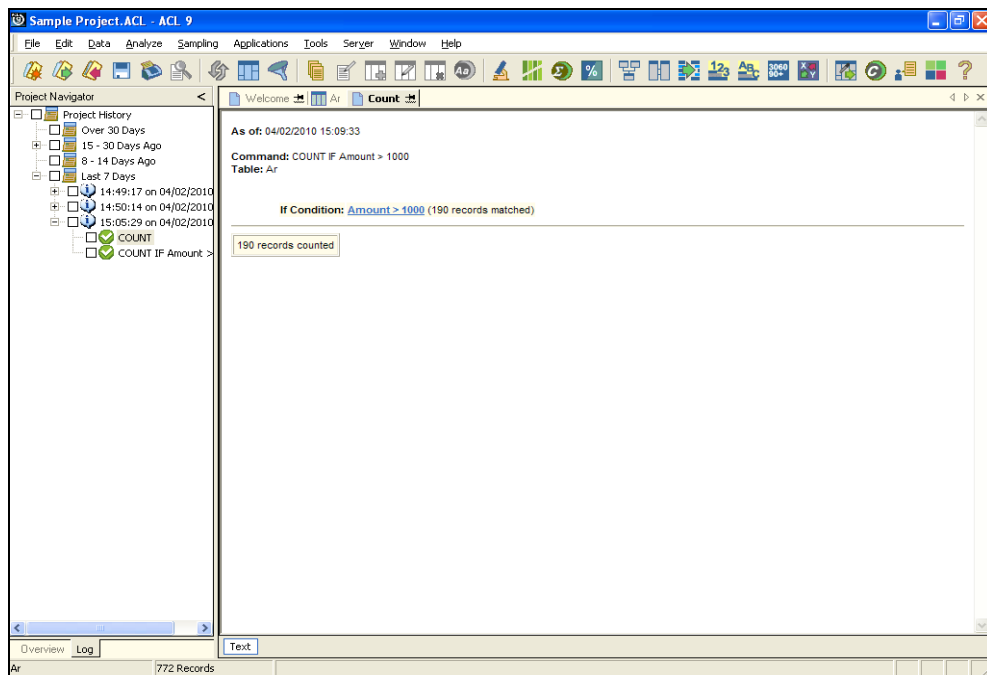 Sample Project.ACL - ACL 9
File Edit Data Analyze Sampling Applications Tools Server Window Help
Project Navigator <
Welcome Ar Count
Project History
Over 30 Days
15 - 30 Days Ago
8 - 14 Days Ago
Last 7 Days
14:49:17 on 04/02/2010
14:50:14 on 04/02/2010
15:05:29 on 04/02/2010
COUNT
COUNT IF Amount >
As of: 04/02/2010 15:09:33
Command: COUNT IF Amount > 1000
Table: Ar
If Condition: Amount > 1000 (190 records matched)
190 records counted
Overview Log
Text
Ar 772 Records